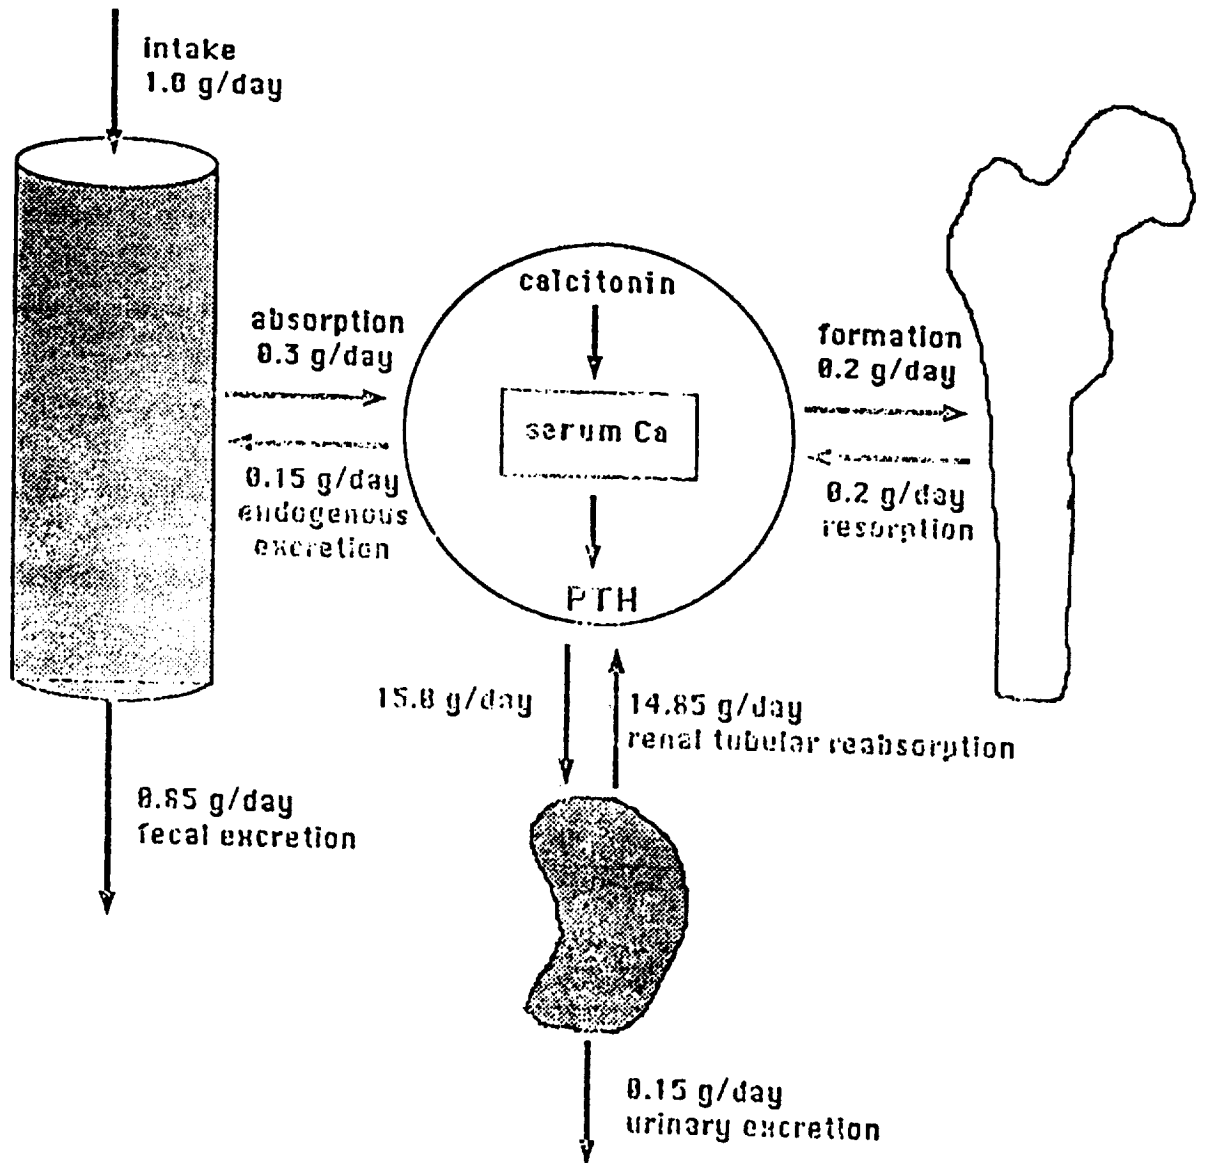 intake
1.0 g/day
absorption
0.3 g/day
0.15 g/day
endogenous
excretion
calcitonin
serum Ca
PTH
formation
0.2 g/day
0.2 g/day
resorption
15.0 g/day
14.85 g/day
renal tubular reabsorption
0.85 g/day
fecal excretion
0.15 g/day
urinary excretion